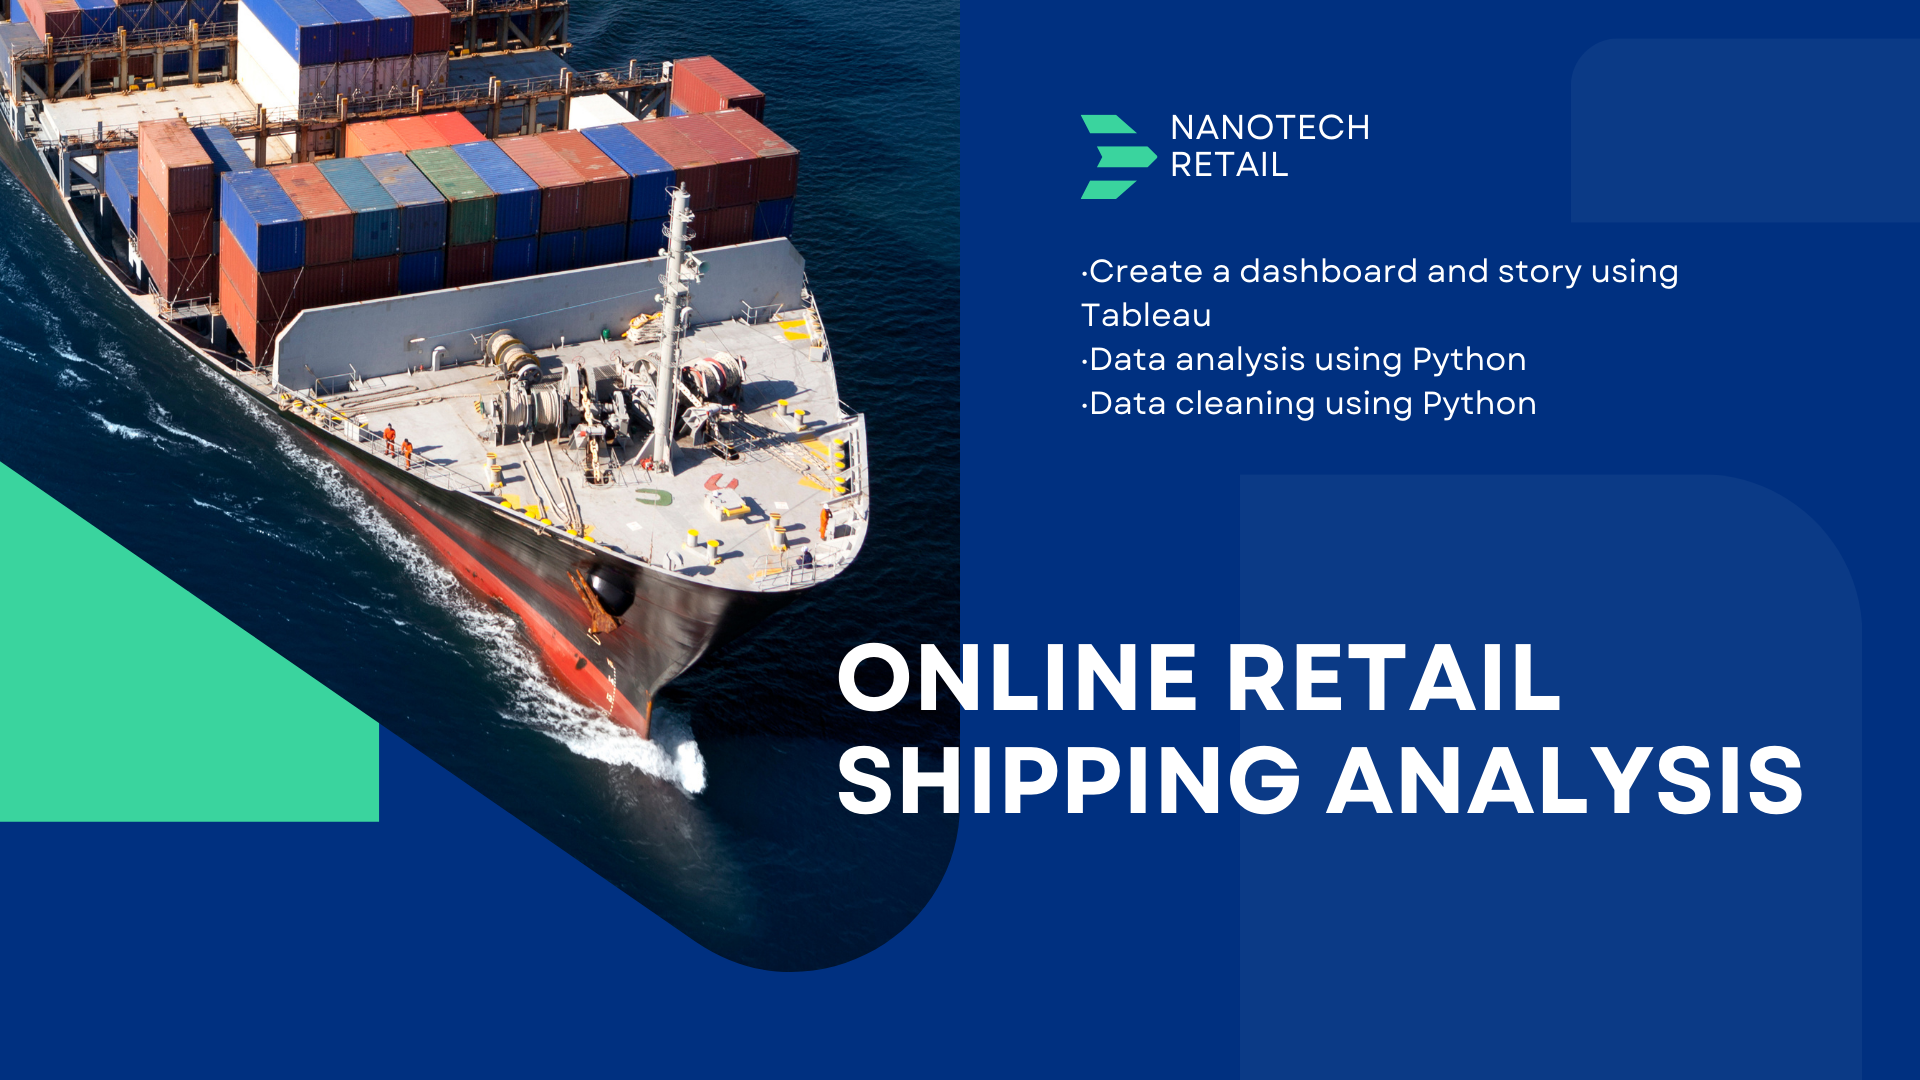 NANOTECH
RETAIL
·Create a dashboard and story using
Tableau
·Data analysis using Python
·Data cleaning using Python
ONLINE RETAIL
SHIPPING ANALYSIS